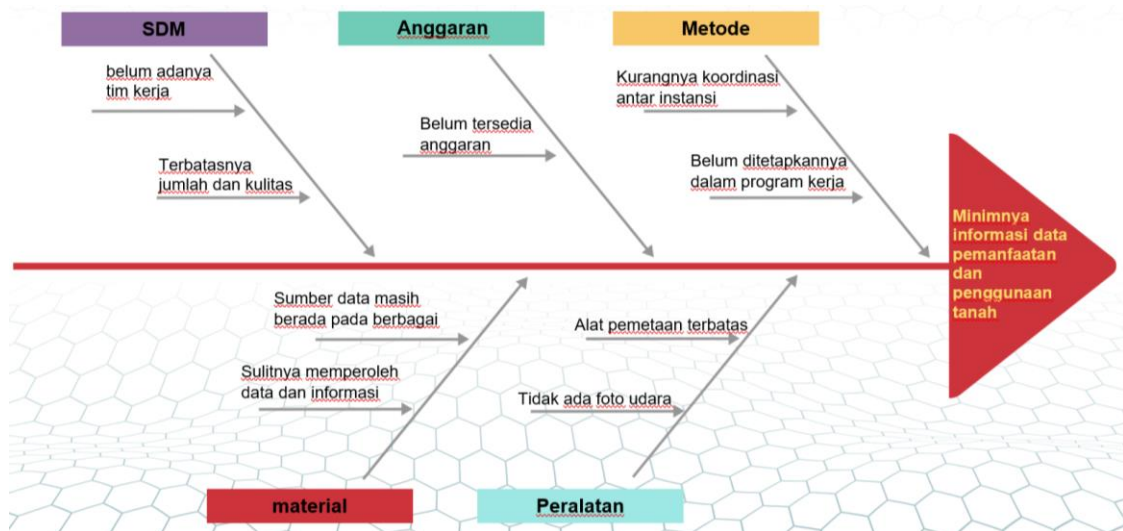 SDM
Anggaran
Metode
belum adanya
tim kerja
Terbatasnya
jumlah dan kulitas
Belum tersedia
anggaran
Kurangnya koordinasi
antar instansi
Belum ditetapkannya
dalam program kerja
Minimnya
informasi data
pemanfaatan
dan
penggunaan
tanah
Sumber data masih
berada pada berbagai
Sulitnya memperoleh
data dan informasi
Alat pemetaan terbatas
Tidak ada foto udara
material
Peralatan